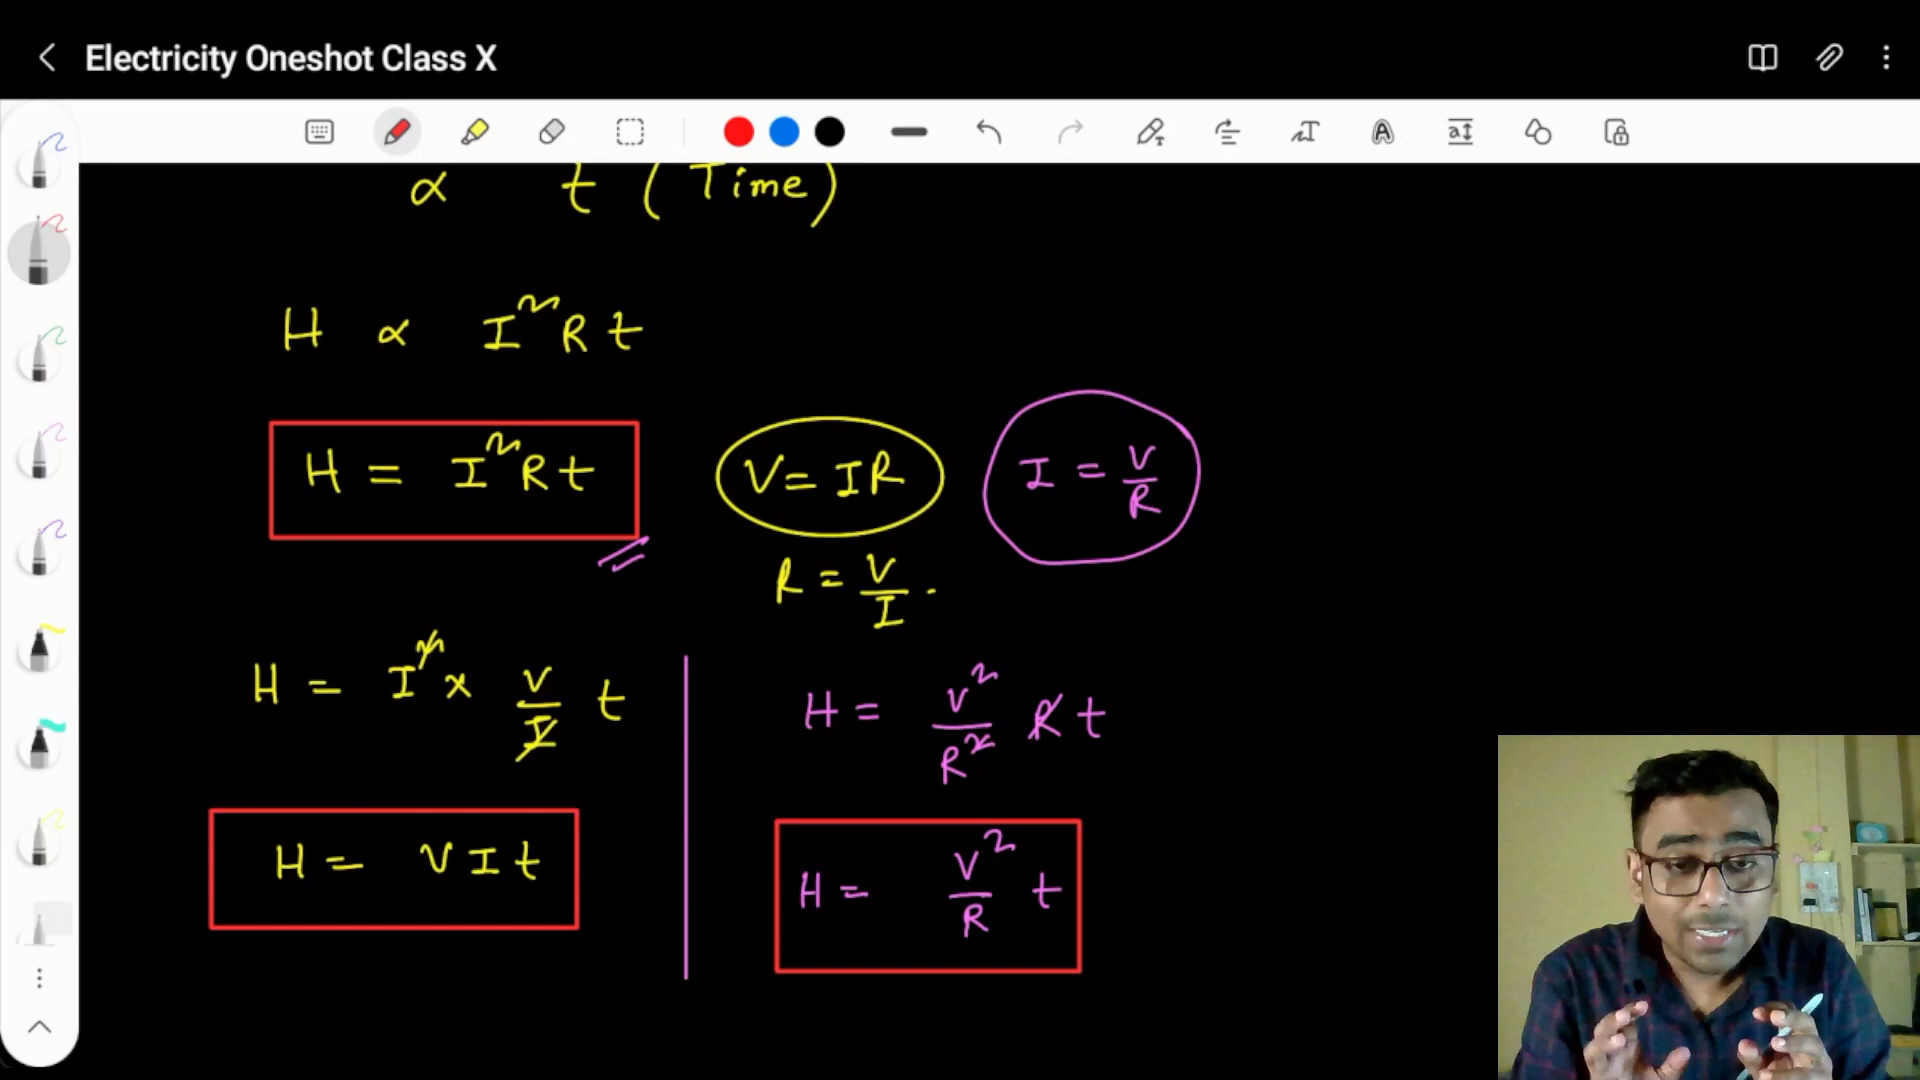 Electricity Oneshot Class X
∝ t (Time)
H ∝ I²Rt
H = I²Rt
V = IR
I = V/R
R = V/I
H = I² x V/I t
H = V²/R² R t
H = VIt
H = V²/R t